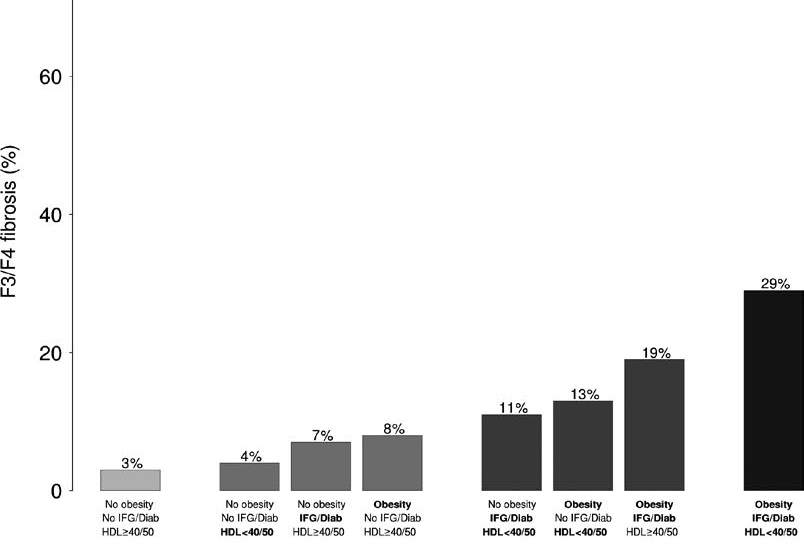 F3/F4 fibrosis (%)
60
40
20
0
3%
4%
7%
8%
11%
13%
19%
29%
No obesity
No IFG/Diab
HDL≥40/50
No obesity
No IFG/Diab
HDL<40/50
No obesity
IFG/Diab
HDL≥40/50
Obesity
No IFG/Diab
HDL≥40/50
No obesity
IFG/Diab
HDL<40/50
Obesity
No IFG/Diab
HDL<40/50
Obesity
IFG/Diab
HDL≥40/50
Obesity
IFG/Diab
HDL<40/50